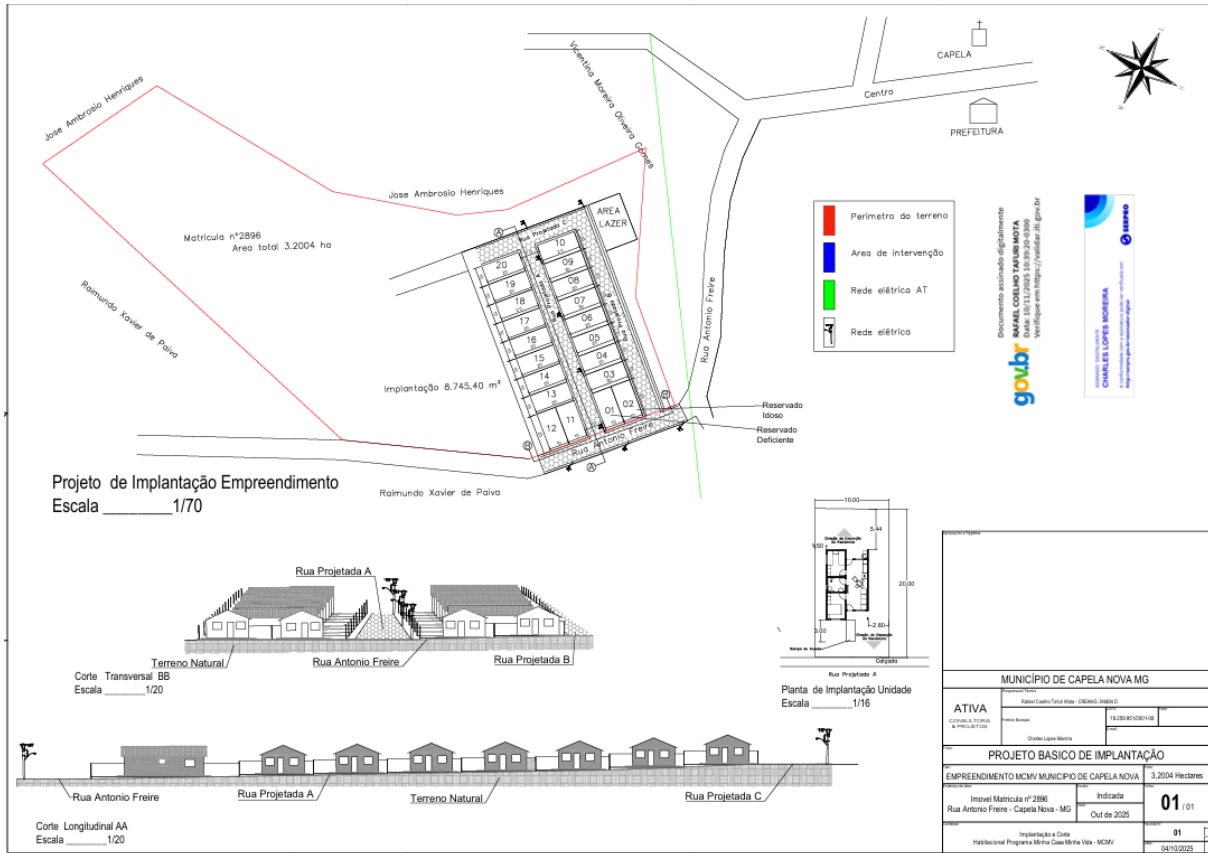 Jose Ambrosio Henriques
Vicentina Moreira Oliveira Gomes
CAPELA
Centro
PREFEITURA
Jose Ambrosio Henriques
Matricula n°2896
Area total 3.2004 ha
Raimundo Xavier de Paiva
AREA
LAZER
Rua Projetada C
Rua Projetada A
Rua Projetada B
20
19
18
17
16
15
14
13
12
11
10
09
08
07
06
05
04
03
02
01
Implantação 8.745,40 m²
Rua Antonio Freire
Rua Antonio Freire
A
A
B
B
Reservado
Idoso
Reservado
Deficiente
Raimundo Xavier de Paiva
Perimetro do terreno
Area de intervenção
Rede elétrica AT
Rede elétrica
gov.br
Documento assinado digitalmente
RAFAEL COELHO TAFURI MOTA
Data: 10/11/2025 10:39:20-0300
Verifique em https://validar.iti.gov.br
SERPRO
ASSINADO DIGITALMENTE
CHARLES LOPES MOREIRA
Projeto de Implantação Empreendimento
Escala ________1/70
Rua Projetada A
Terreno Natural
Rua Antonio Freire
Rua Projetada B
Corte Transversal BB
Escala ________1/20
10.00
5.44
20.00
2.80
3.00
Calçada
Rua Projetada A
Planta de Implantação Unidade
Escala ________1/16
Rua Antonio Freire
Rua Projetada A
Terreno Natural
Rua Projetada C
Corte Longitudinal AA
Escala ________1/20
MUNICÍPIO DE CAPELA NOVA MG
ATIVA
CONSULTORIA
& PROJETOS
Charles Lopes Moreira
PROJETO BASICO DE IMPLANTAÇÃO
EMPREENDIMENTO MCMV MUNICIPIO DE CAPELA NOVA
3,2004 Hectares
Imovel Matricula nº 2896
Rua Antonio Freire - Capela Nova - MG
Indicada
Out de 2025
01 / 01
Implantação e Corte
Habitacional Programa Minha Casa Minha Vida - MCMV
01
04/10/2025